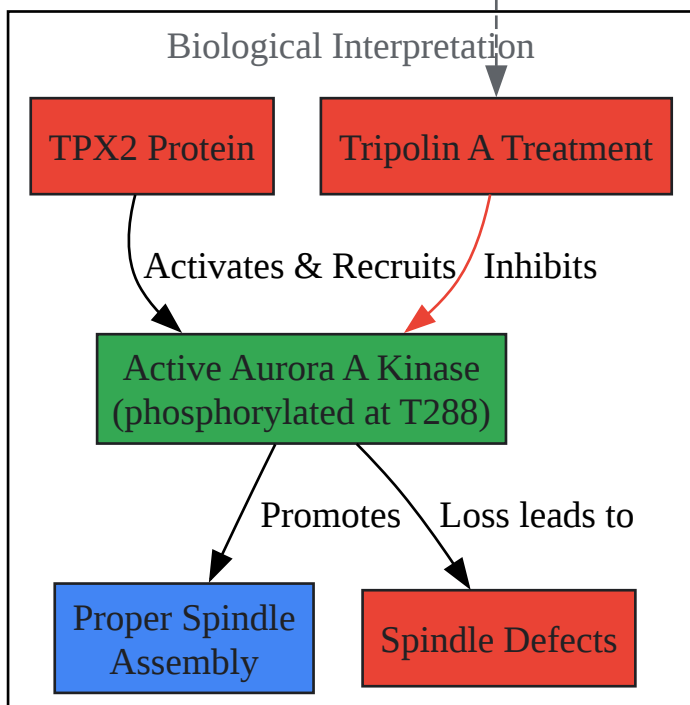 Biological Interpretation
TPX2 Protein
Tripolin A Treatment
Activates & Recruits
Inhibits
Active Aurora A Kinase
(phosphorylated at T288)
Promotes
Loss leads to
Proper Spindle
Assembly
Spindle Defects